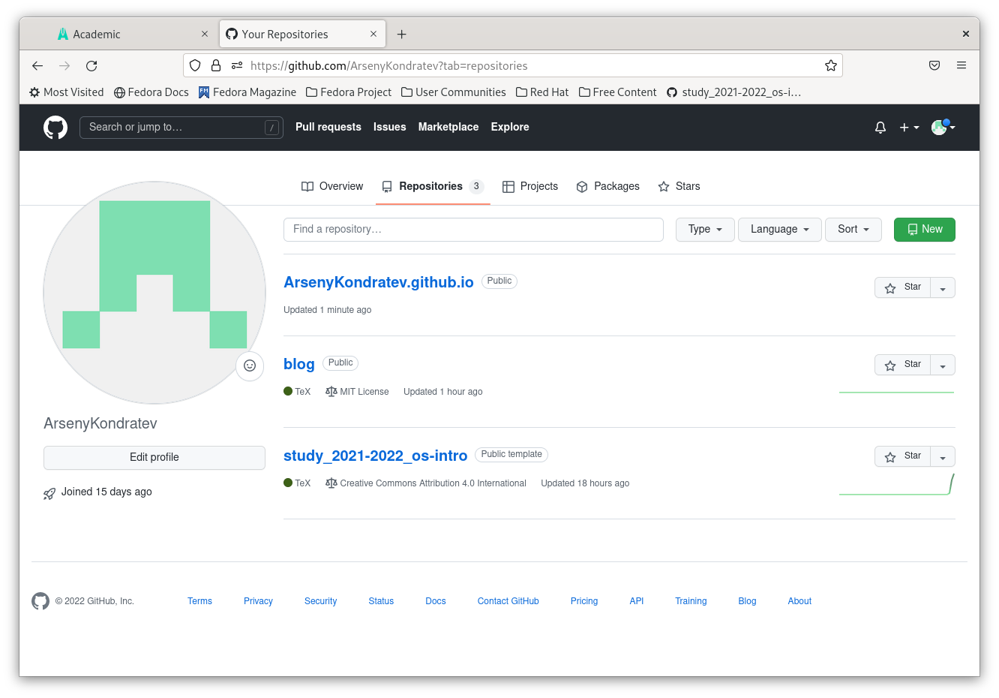 Academic
Your Repositories
https://github.com/ArsenyKondratev?tab=repositories
Most Visited Fedora Docs Fedora Magazine Fedora Project User Communities Red Hat Free Content study_2021-2022_os-i…
Search or jump to… / Pull requests Issues Marketplace Explore
Overview Repositories 3 Projects Packages Stars
Find a repository… Type Language Sort New
ArsenyKondratev.github.io Public Star
Updated 1 minute ago
blog Public Star
TeX MIT License Updated 1 hour ago
ArsenyKondratev
Edit profile
Joined 15 days ago
study_2021-2022_os-intro Public template Star
TeX Creative Commons Attribution 4.0 International Updated 18 hours ago
© 2022 GitHub, Inc. Terms Privacy Security Status Docs Contact GitHub Pricing API Training Blog About